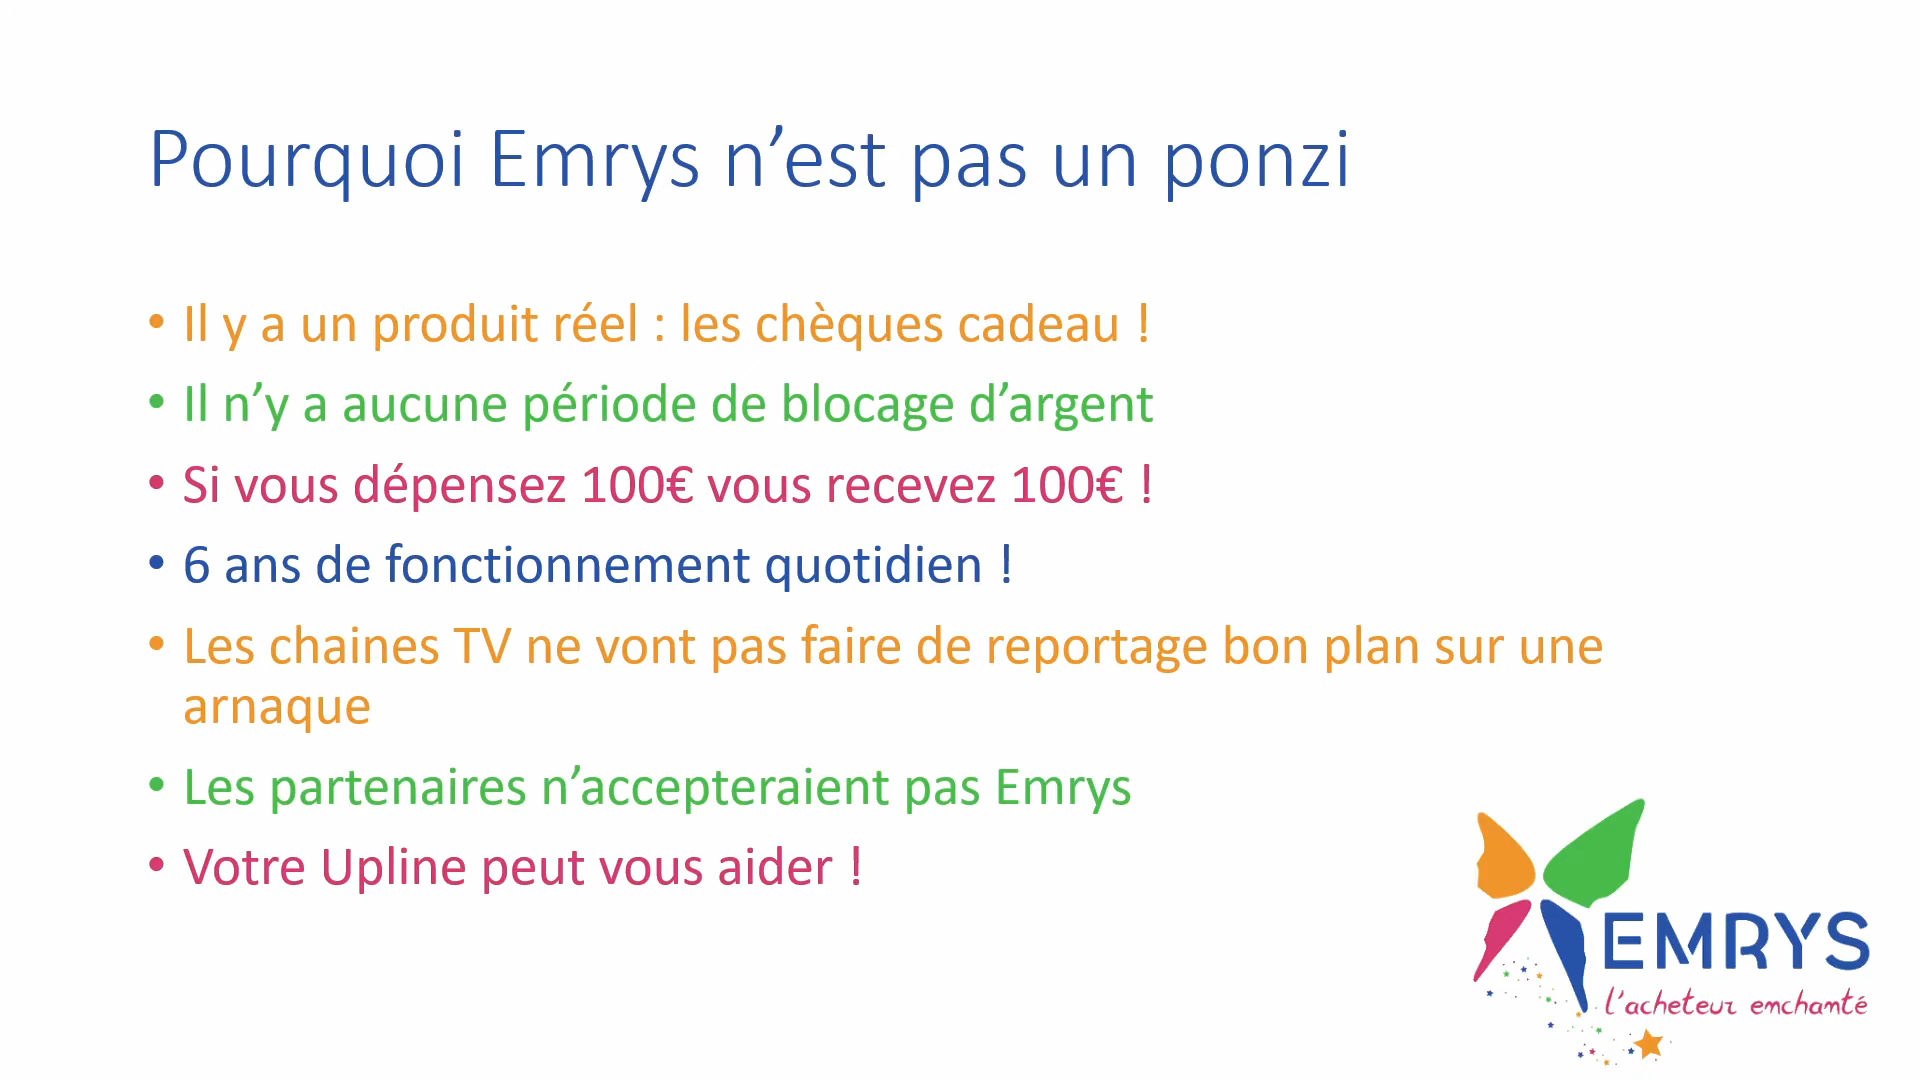 Pourquoi Emrys n’est pas un ponzi
• Il y a un produit réel : les chèques cadeau !
• Il n’y a aucune période de blocage d’argent
• Si vous dépensez 100€ vous recevez 100€ !
• 6 ans de fonctionnement quotidien !
• Les chaines TV ne vont pas faire de reportage bon plan sur une
arnaque
• Les partenaires n’accepteraient pas Emrys
• Votre Upline peut vous aider !
EMRYS
l’acheteur enchanté